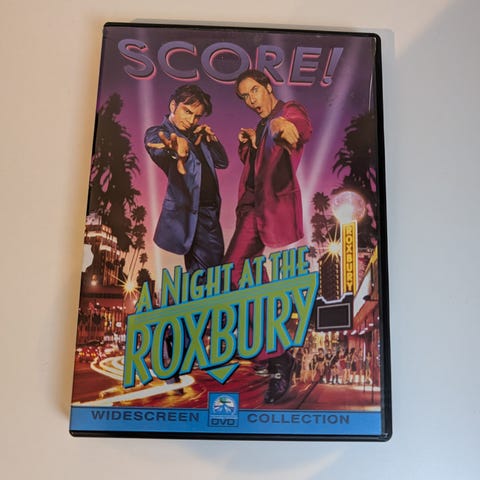 SCORE!
ROXBURY
A NIGHT AT THE
ROXBURY
WIDESCREEN DVD COLLECTION